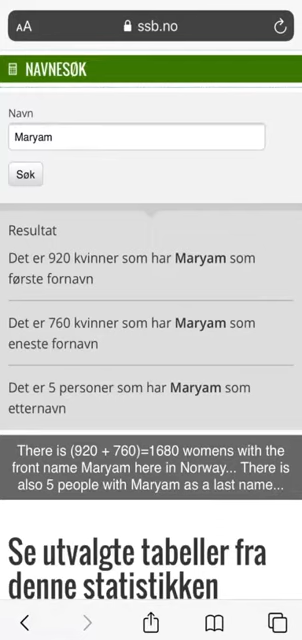 AA ssb.no
NAVNESØK
Navn
Maryam
Søk
Resultat
Det er 920 kvinner som har Maryam som
første fornavn
Det er 760 kvinner som har Maryam som
eneste fornavn
Det er 5 personer som har Maryam som
etternavn
There is (920 + 760)=1680 womens with the
front name Maryam here in Norway... There is
also 5 people with Maryam as a last name...
Se utvalgte tabeller fra
denne statistikken